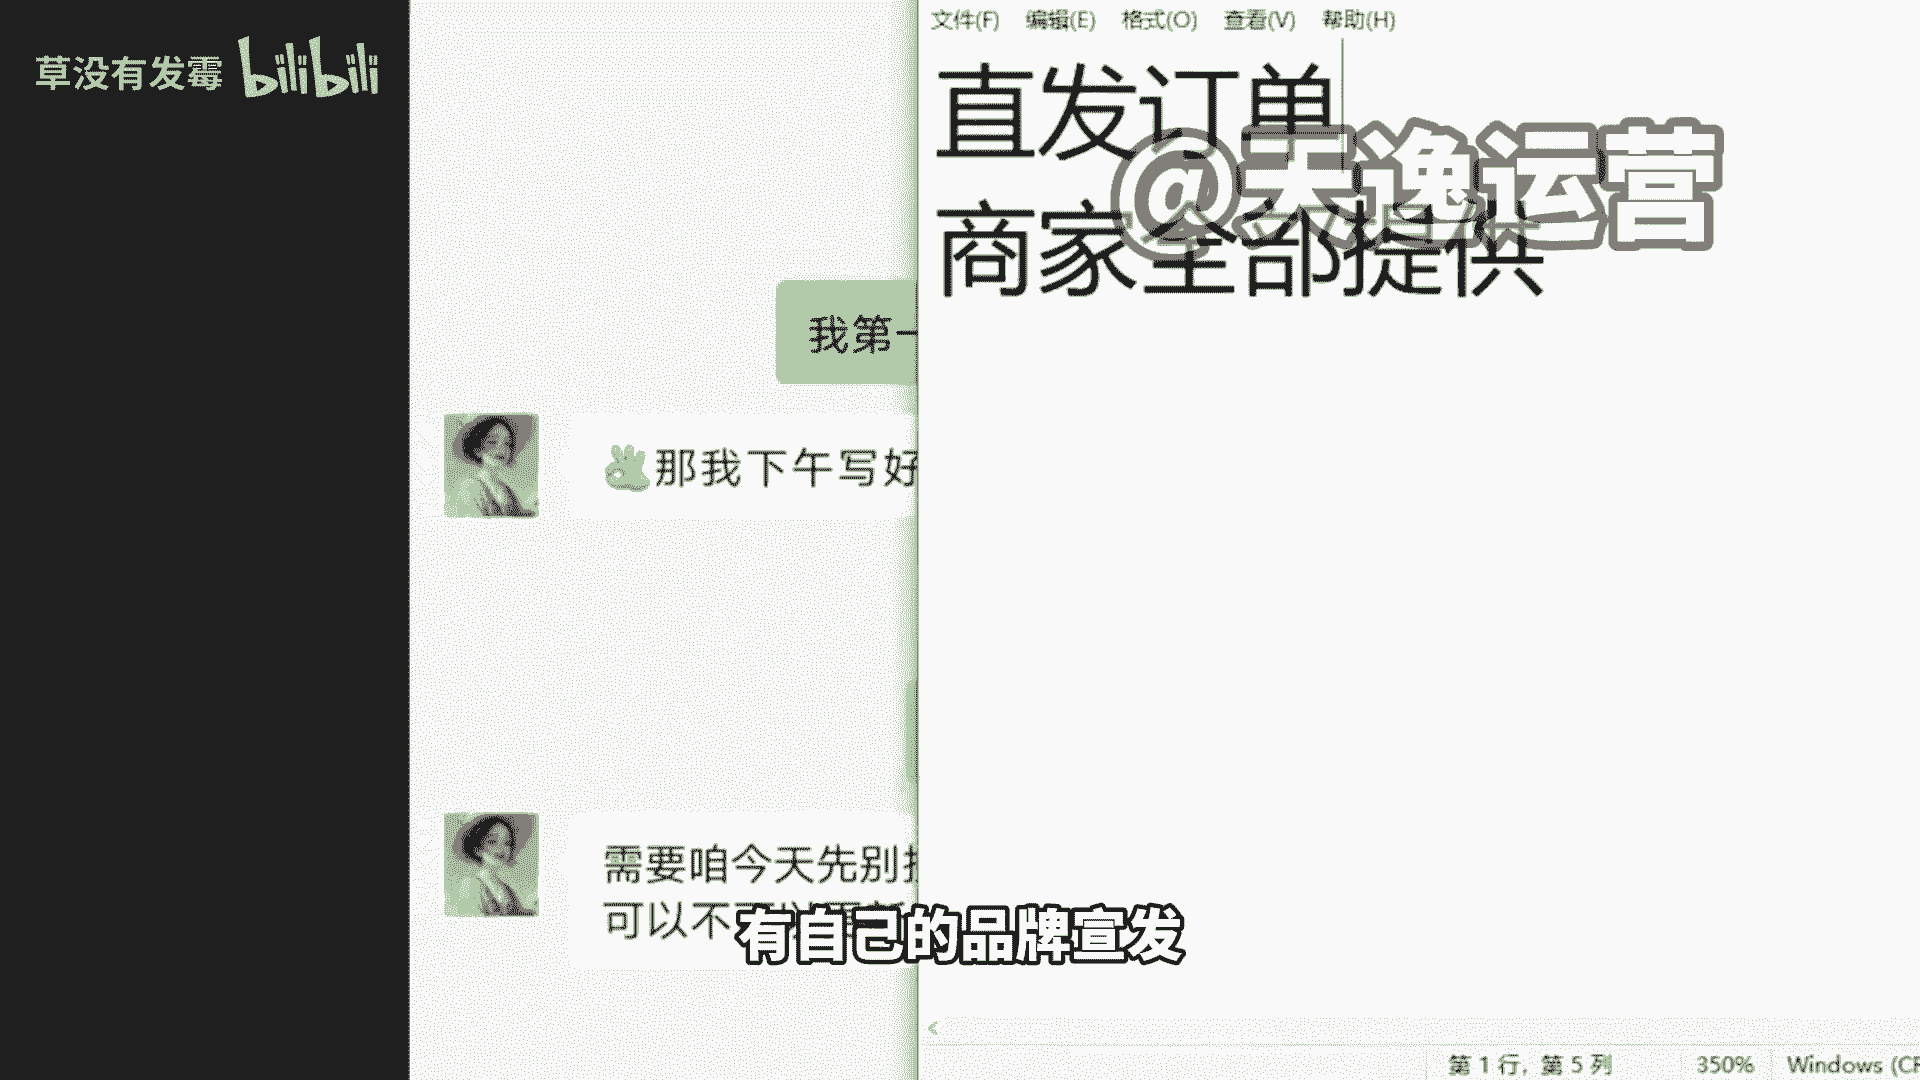 草没有发霉 bilibili
文件(F) 编辑(E) 格式(O) 查看(V) 帮助(H)
直发订单
@天逸运营
商家全部提供
我第一
那我下午写好
需要咱今天先别
可以不可以
有自己的品牌宣发
第 1 行，第 5 列 350% Windows (CR